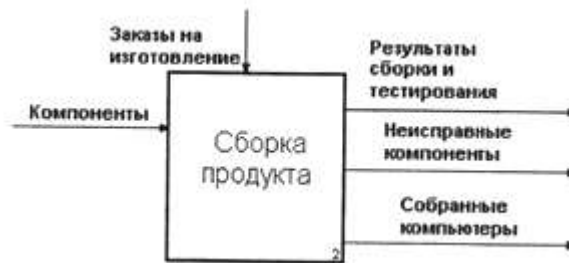 Заказы на
изготовление
Компоненты
Сборка
продукта
2
Результаты
сборки и
тестирования
Неисправные
компоненты
Собранные
компьютеры